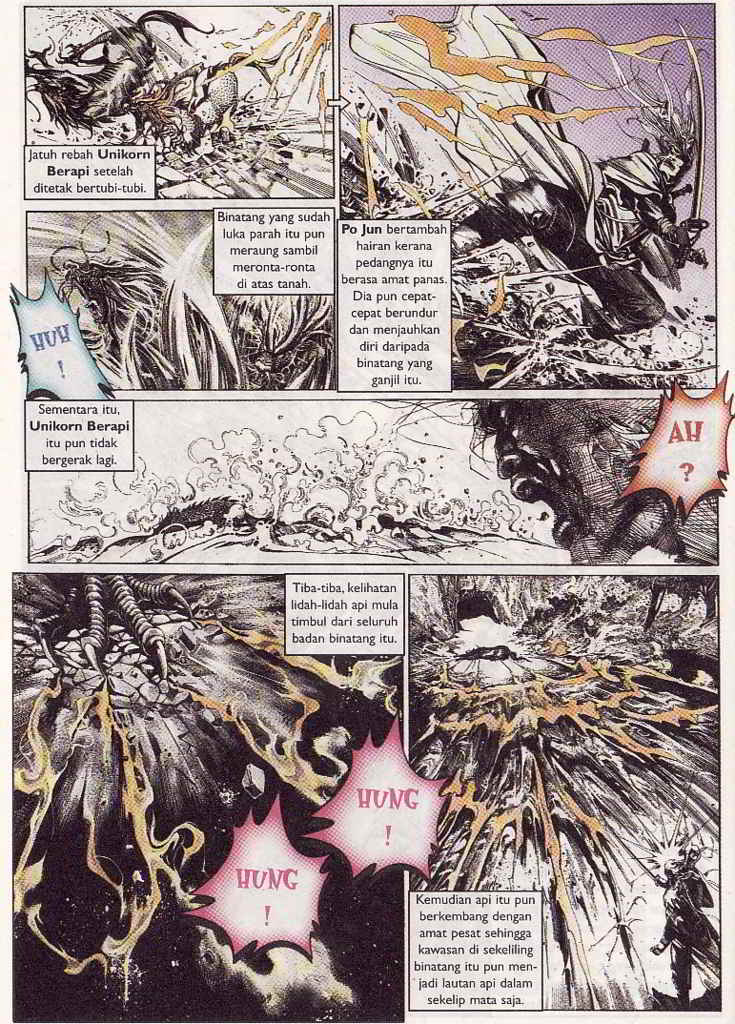 Jatuh rebah Unikorn
Berapi setelah
ditetak bertubi-tubi.
Po Jun bertambah
hairan kerana
pedangnya itu
berasa amat panas.
Dia pun cepat-
cepat berundur
dan menjauhkan
diri daripada
binatang yang
ganjil itu.
Binatang yang sudah
luka parah itu pun
meraung sambil
meronta-ronta
di atas tanah.
HUH
!
Sementara itu,
Unikorn Berapi
itu pun tidak
bergerak lagi.
AH
?
Tiba-tiba, kelihatan
lidah-lidah api mula
timbul dari seluruh
badan binatang itu.
HUNG
!
HUNG
!
Kemudian api itu pun
berkembang dengan
amat pesat sehingga
kawasan di sekeliling
binatang itu pun men-
jadi lautan api dalam
sekelip mata saja.